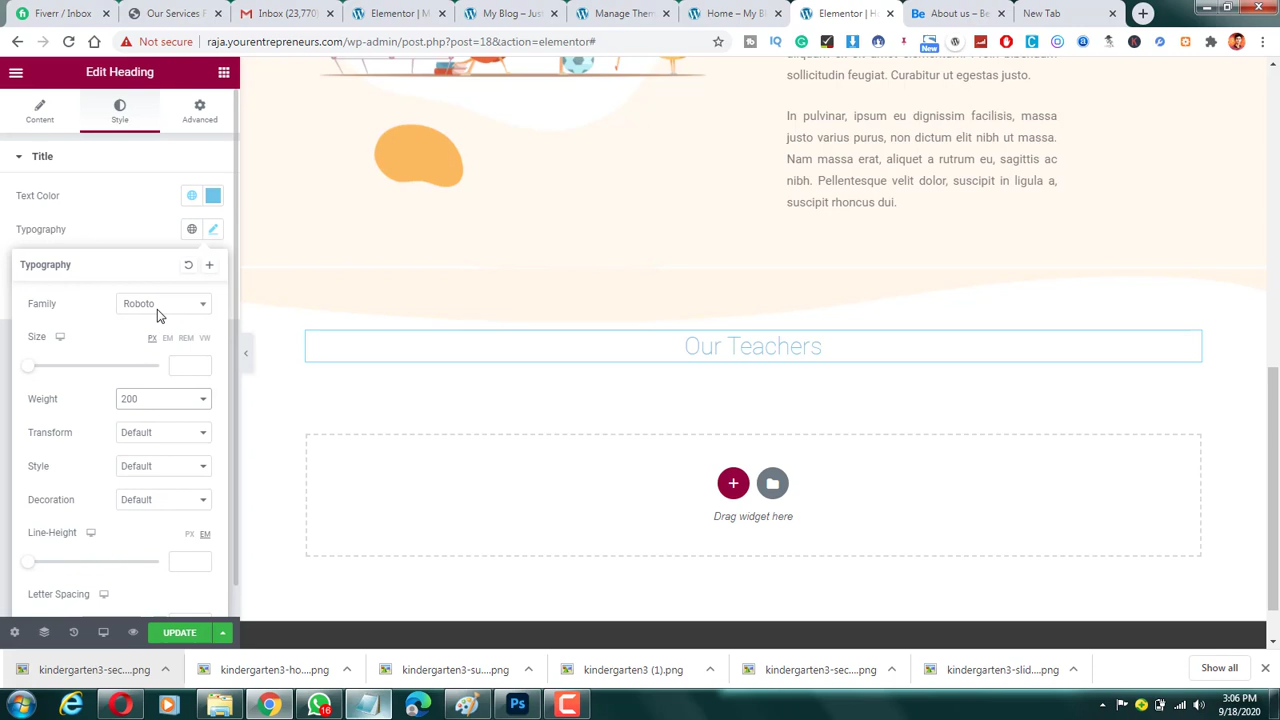 Fiverr / Inbox
Our Services F
Inbox (23,770)
Elementor | Ho
My Blog – Just
Manage Theme
Home – My Blo
Elementor | H
About us – Be
New Tab
Not secure
raja.yourentrepreneurs.com/wp-admin/post.php?post=188&action=elementor#
New
Edit Heading
Content
Style
Advanced
Title
Text Color
Typography
Typography
Family
Roboto
Size
PX EM REM VW
Weight
200
Transform
Default
Style
Default
Decoration
Default
Line-Height
PX EM
Letter Spacing
UPDATE
sollicitudin feugiat. Curabitur ut egestas justo.
In pulvinar, ipsum eu dignissim facilisis, massa
justo varius purus, non dictum elit nibh ut massa.
Nam massa erat, aliquet a rutrum eu, sagittis ac
nibh. Pellentesque velit dolor, suscipit in ligula a,
suscipit rhoncus dui.
Our Teachers
Drag widget here
kindergarten3-sec....png
kindergarten3-ho....png
kindergarten3-su....png
kindergarten3 (1).png
kindergarten3-sec....png
kindergarten3-slid....png
Show all
16
3:06 PM
9/18/2020